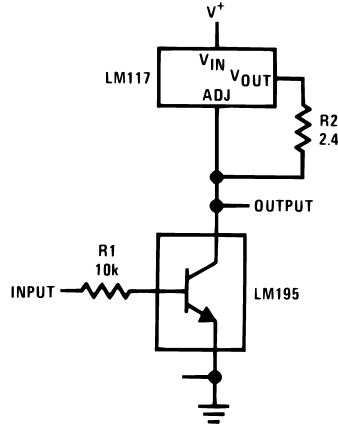 V+
LM117
VIN
VOUT
ADJ
R2
2.4
OUTPUT
R1
10k
INPUT
LM195